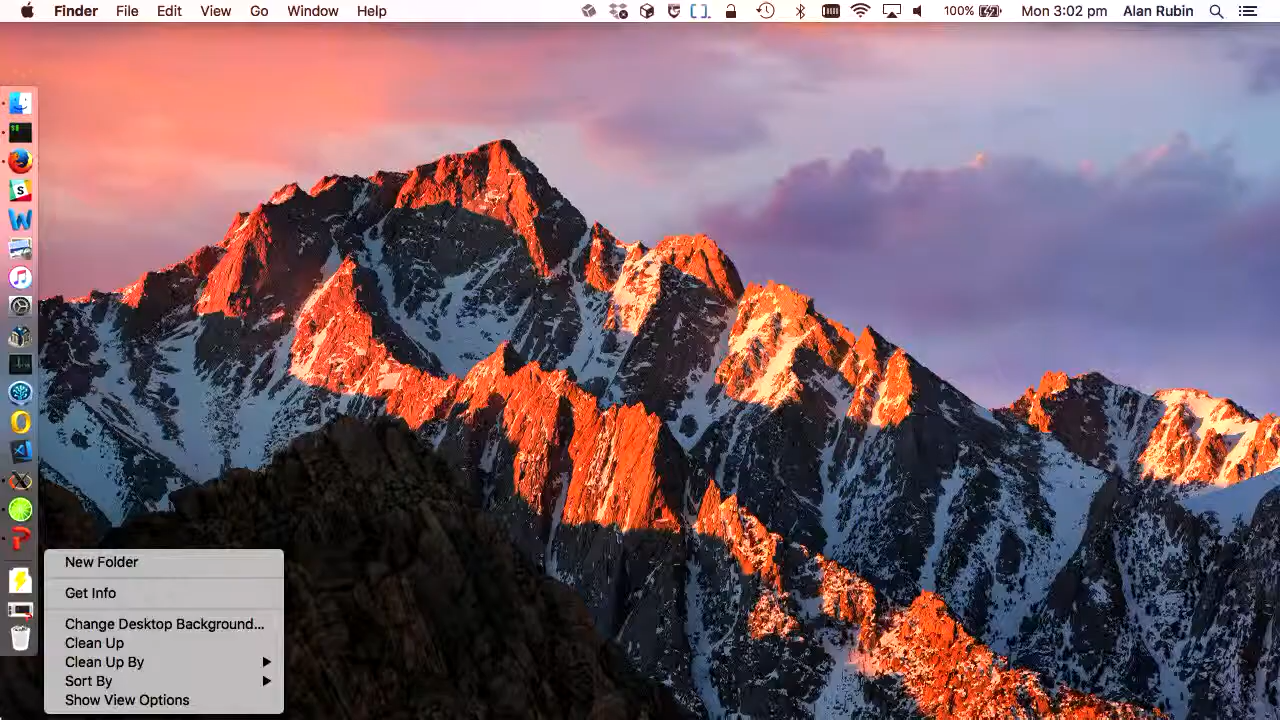 Finder File Edit View Go Window Help 100% Mon 3:02 pm Alan Rubin
New Folder
Get Info
Change Desktop Background...
Clean Up
Clean Up By
Sort By
Show View Options